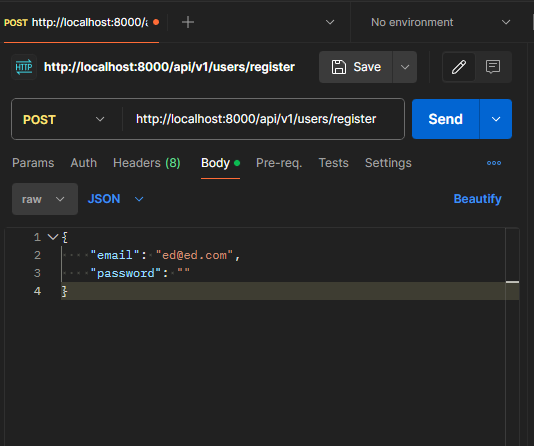 POST http://localhost:8000/a
No environment
HTTP http://localhost:8000/api/v1/users/register
Save
POST http://localhost:8000/api/v1/users/register
Send
Params Auth Headers (8) Body Pre-req. Tests Settings
raw JSON Beautify
1 {
2 "email": "ed@ed.com",
3 "password": ""
4 }